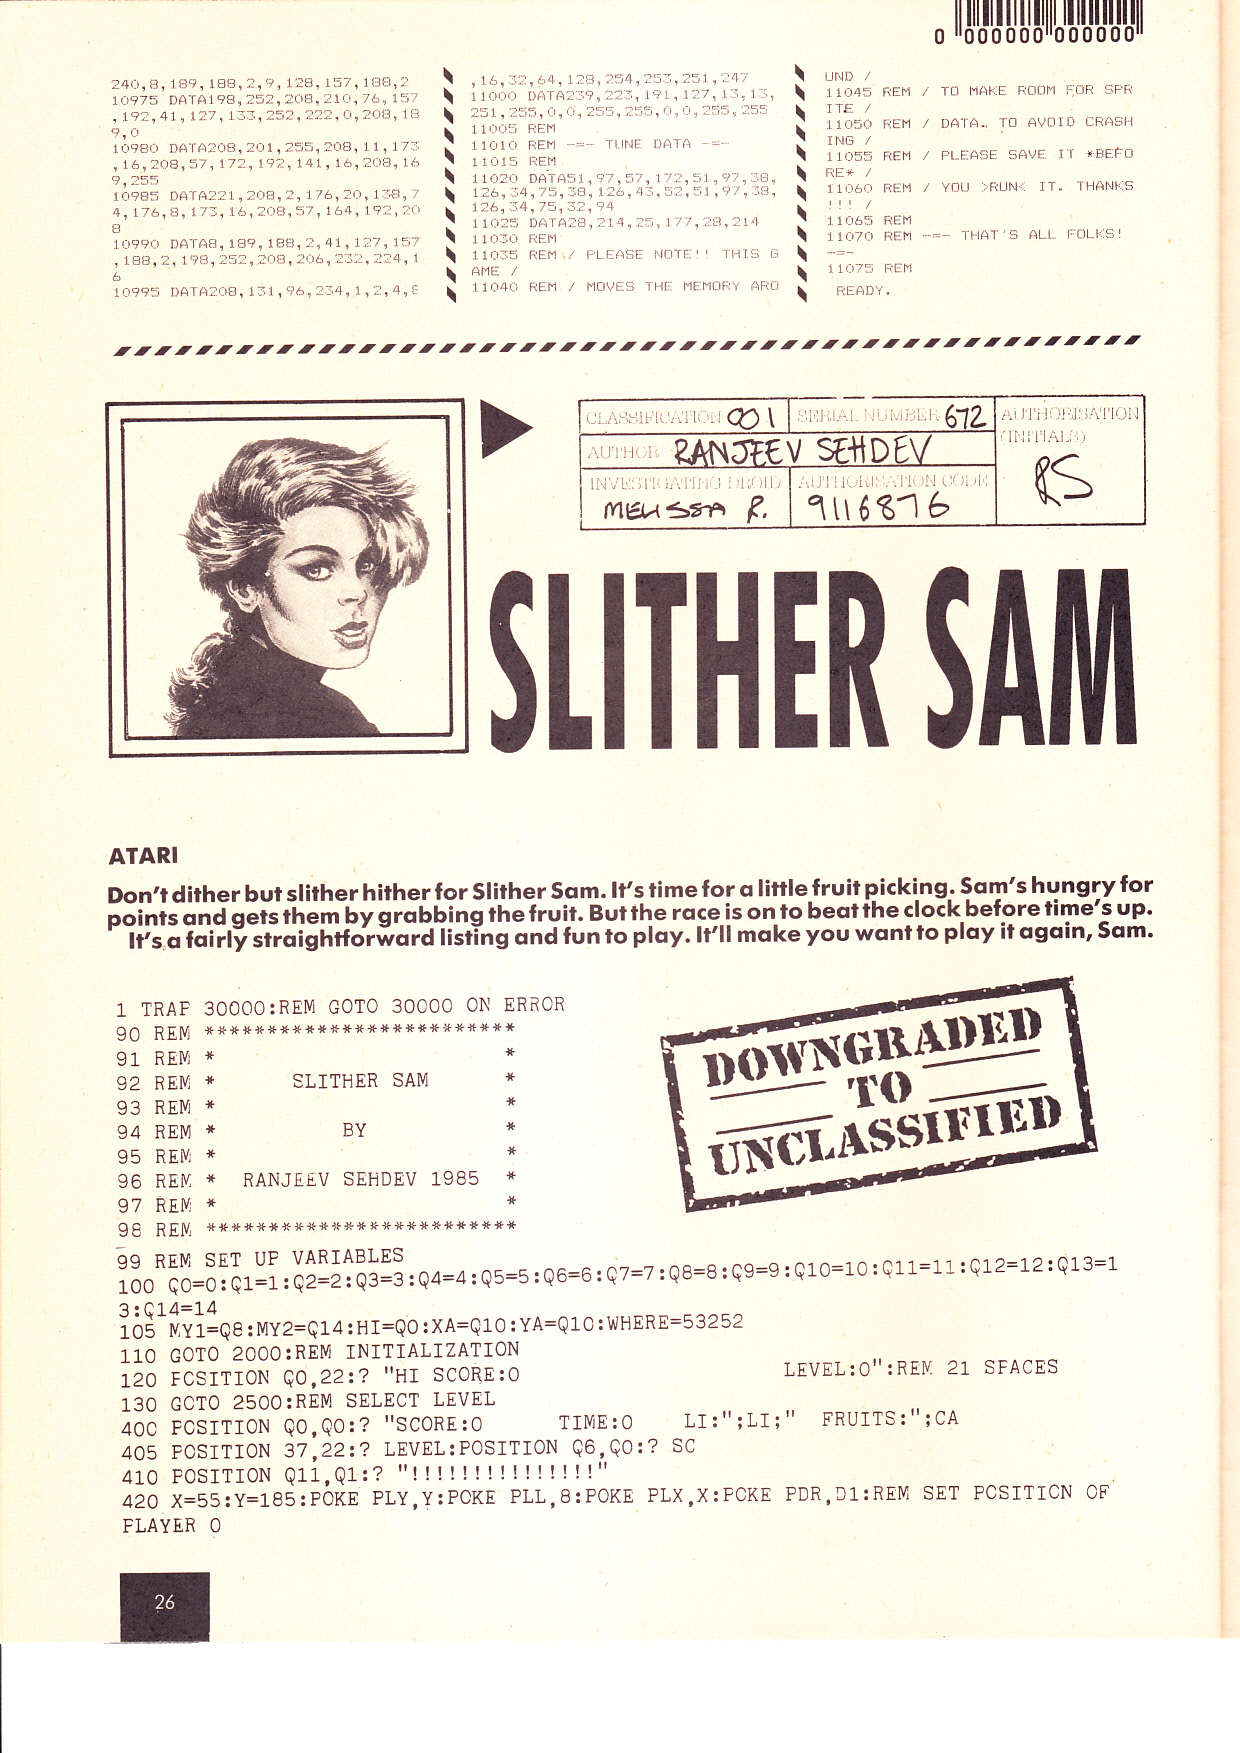 0 000000 000000
240,8,189,188,2,9,128,157,188,2
10975 DATA198,252,208,210,76,157
,192,41,127,133,252,222,0,208,18
9,0
10980 DATA208,201,255,208,11,173
,16,208,57,172,192,141,16,208,16
9,255
10985 DATA221,208,2,176,20,138,7
4,176,8,173,16,208,57,164,192,20
8
10990 DATA8,189,188,2,41,127,157
,188,2,198,252,208,206,232,224,1
6
10995 DATA208,131,96,234,1,2,4,8
,16,32,64,128,254,253,251,247
11000 DATA239,223,191,127,13,13,
251,255,0,0,255,255,0,0,255,255
11005 REM
11010 REM -=- TUNE DATA -=-
11015 REM
11020 DATA51,97,57,172,51,97,38,
126,34,75,38,126,43,52,51,97,38,
126,34,75,32,94
11025 DATA28,214,25,177,28,214
11030 REM
11035 REM / PLEASE NOTE!! THIS G
AME /
11040 REM / MOVES THE MEMORY ARO
UND /
11045 REM / TO MAKE ROOM FOR SPR
ITE /
11050 REM / DATA.. TO AVOID CRASH
ING /
11055 REM / PLEASE SAVE IT *BEFO
RE* /
11060 REM / YOU >RUN< IT. THANKS
!!! /
11065 REM
11070 REM -=- THAT'S ALL FOLKS!
-=-
11075 REM
READY.
CLASSIFICATION 001 SERIAL NUMBER 672 AUTHORISATION
(INITIALS)
AUTHOR RANJEEV SEHDEV
RS
INVESTIGATING DROID AUTHORISATION CODE
MELISSA R. 9116876
SLITHER SAM
ATARI
Don't dither but slither hither for Slither Sam. It's time for a little fruit picking. Sam's hungry for
points and gets them by grabbing the fruit. But the race is on to beat the clock before time's up.
It's a fairly straightforward listing and fun to play. It'll make you want to play it again, Sam.
DOWNGRADED
TO
UNCLASSIFIED
1 TRAP 30000:REM GOTO 30000 ON ERROR
90 REM *************************
91 REM *                       *
92 REM *      SLITHER SAM      *
93 REM *                       *
94 REM *          BY           *
95 REM *                       *
96 REM *  RANJEEV SEHDEV 1985  *
97 REM *                       *
98 REM *************************
99 REM SET UP VARIABLES
100 Q0=0:Q1=1:Q2=2:Q3=3:Q4=4:Q5=5:Q6=6:Q7=7:Q8=8:Q9=9:Q10=10:Q11=11:Q12=12:Q13=1
3:Q14=14
105 MY1=Q8:MY2=Q14:HI=Q0:XA=Q10:YA=Q10:WHERE=53252
110 GOTO 2000:REM INITIALIZATION
120 POSITION Q0,22:? "HI SCORE:0                     LEVEL:0":REM 21 SPACES
130 GOTO 2500:REM SELECT LEVEL
400 POSITION Q0,Q0:? "SCORE:0      TIME:0    LI:";LI;"  FRUITS:";CA
405 POSITION 37,22:? LEVEL:POSITION Q6,Q0:? SC
410 POSITION Q11,Q1:? "!!!!!!!!!!!!!!!"
420 X=55:Y=185:POKE PLY,Y:POKE PLL,8:POKE PLX,X:POKE PDR,D1:REM SET POSITION OF
PLAYER 0
26